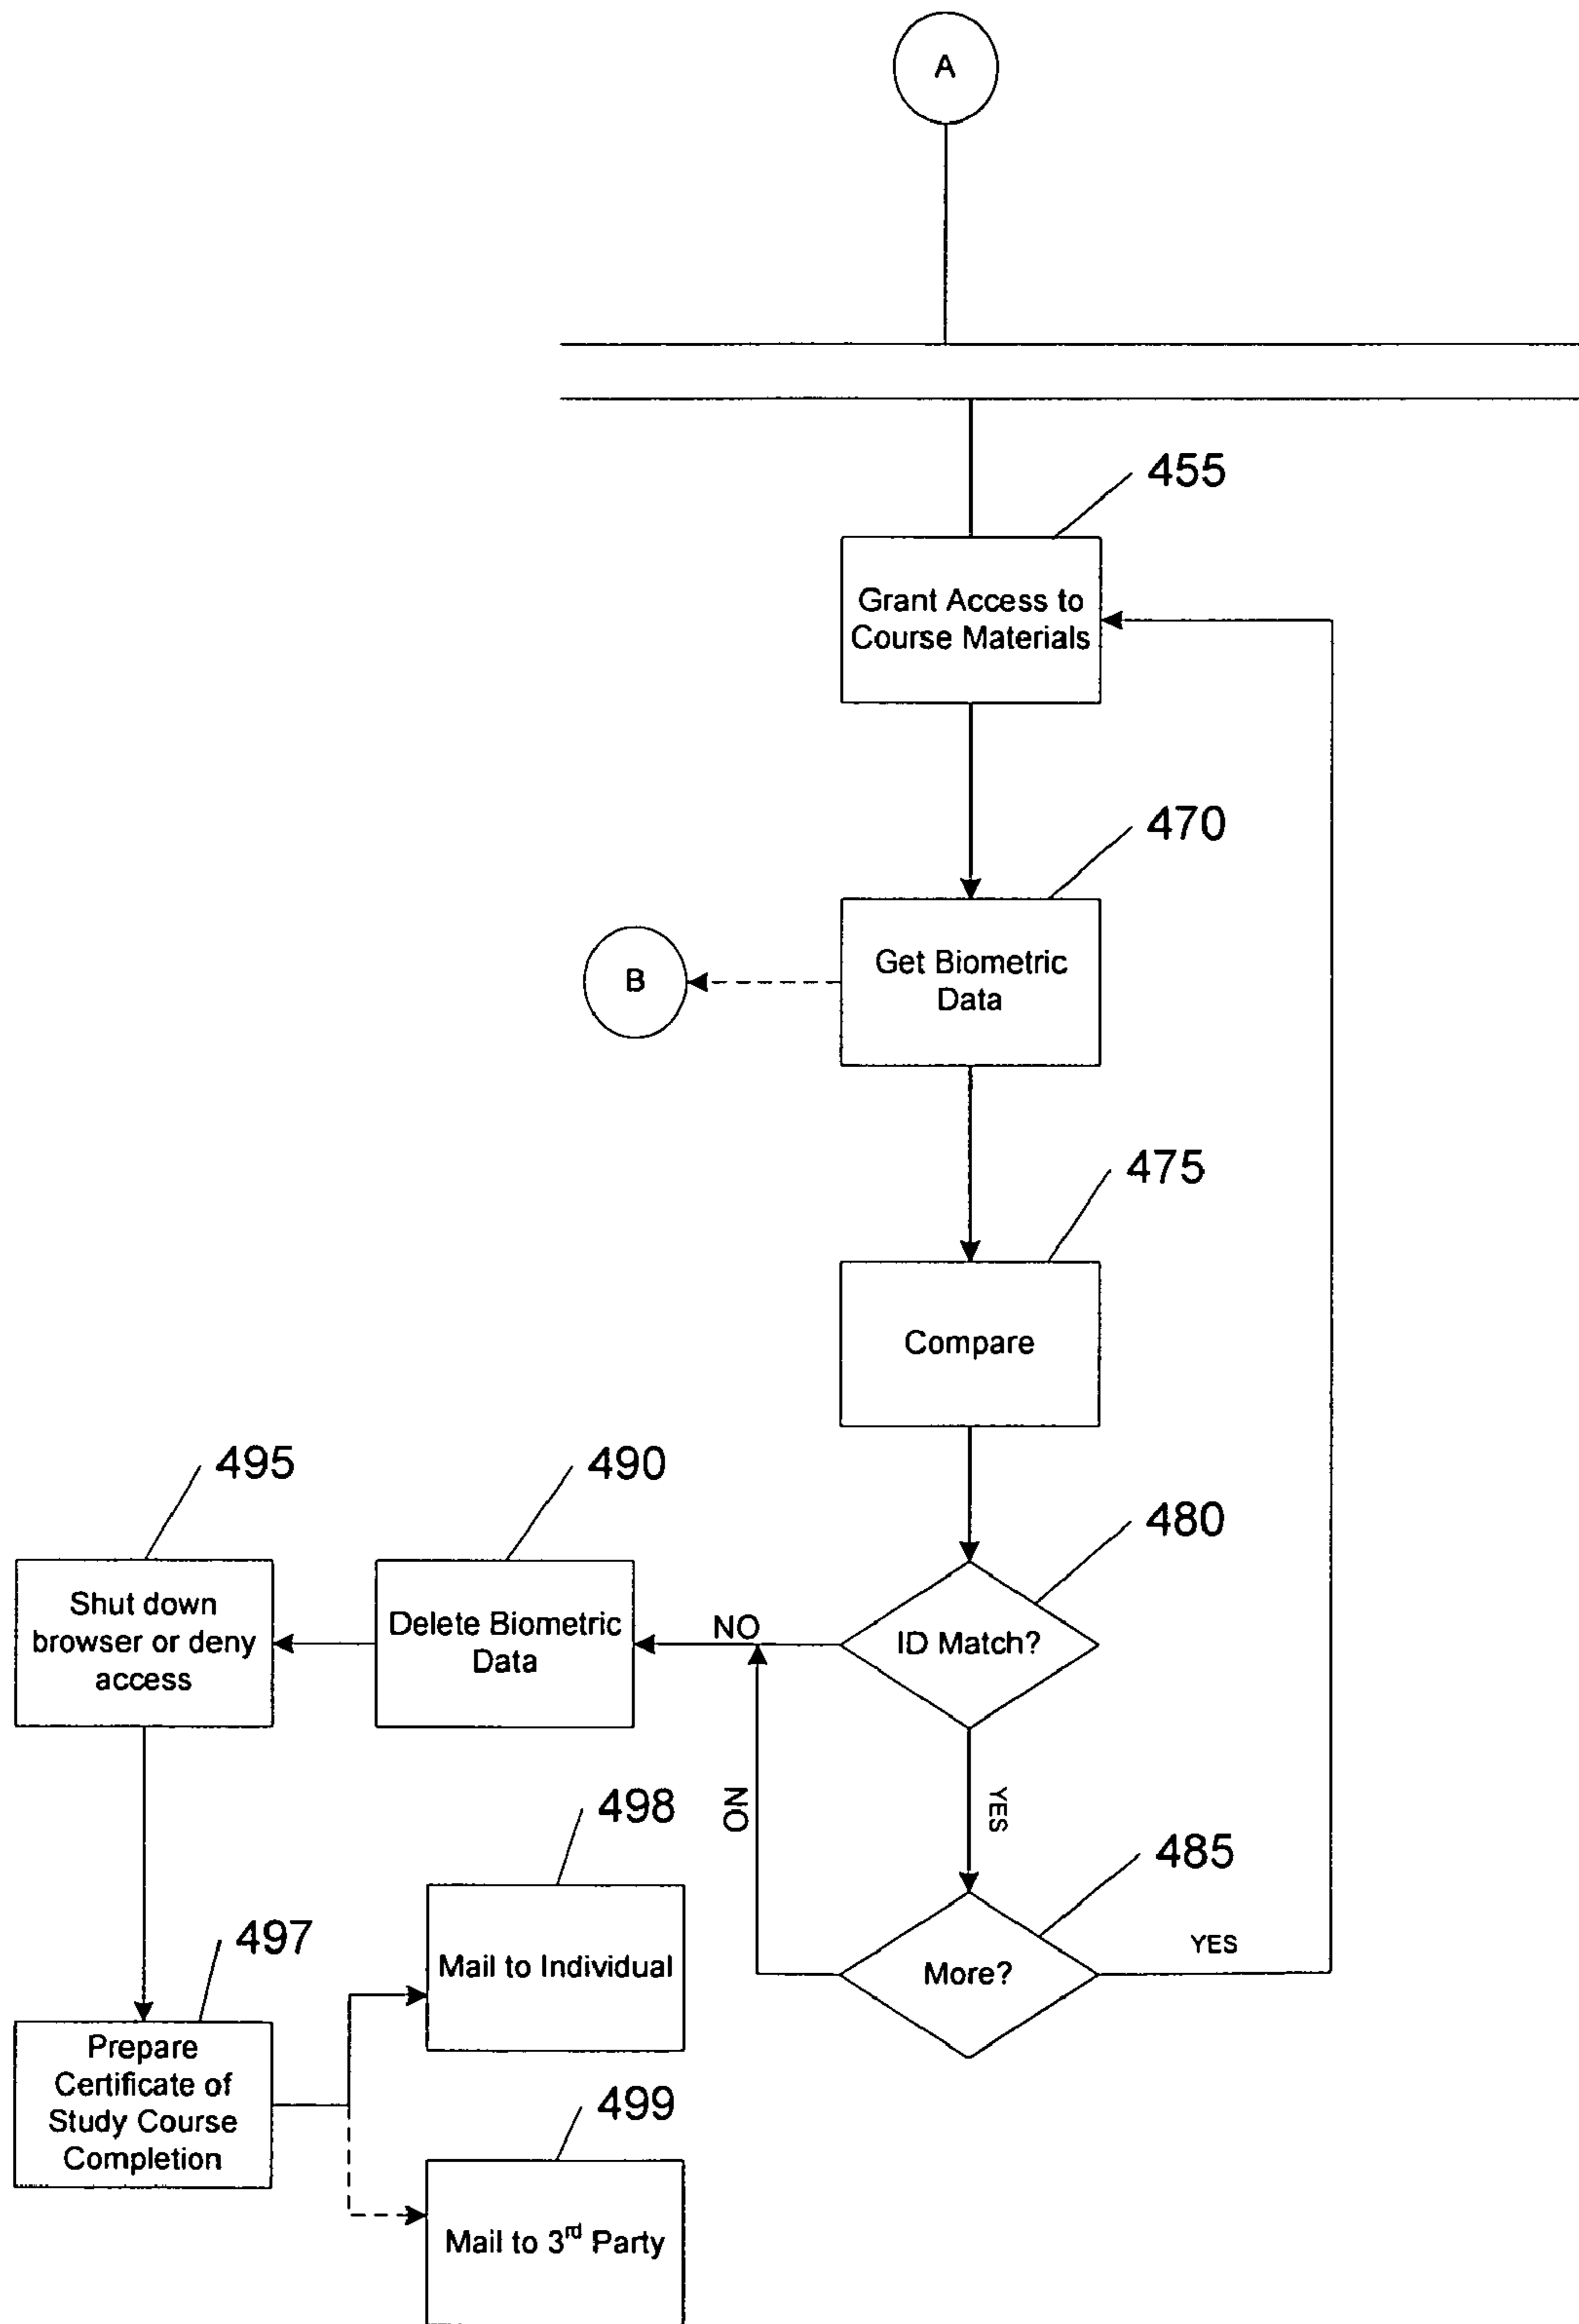 A
455
Grant Access to
Course Materials
470
Get Biometric
Data
B
475
Compare
495
490
480
Shut down
browser or deny
access
Delete Biometric
Data
NO
ID Match?
498
NO
YES
485
497
Mail to Individual
More?
YES
Prepare
Certificate of
Study Course
Completion
499
Mail to 3rd Party